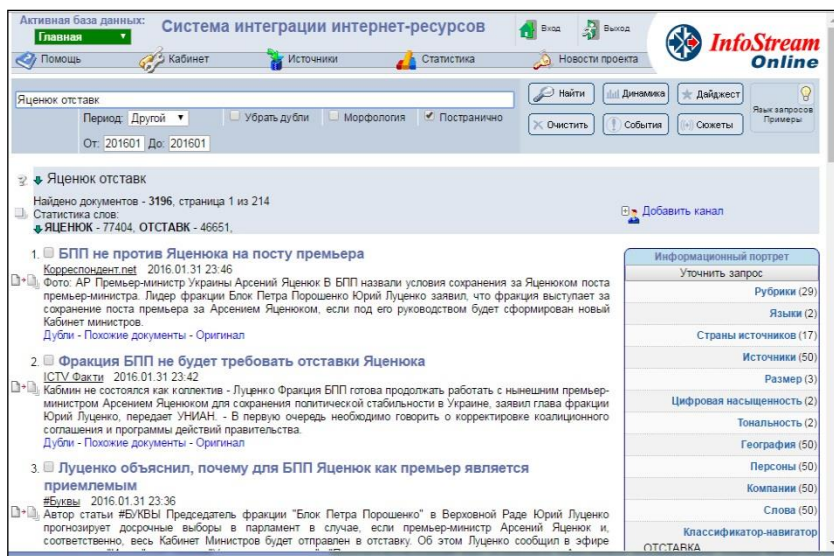 Активная база данных:
Главная
Система интеграции интернет-ресурсов
Вход
Выход
InfoStream
Online
Помощь
Кабинет
Источники
Статистика
Новости проекта
Яценюк отставк
Период: Другой
Убрать дубли
Морфология
Постранично
От: 201601 До: 201601
Найти
Динамика
Дайджест
Очистить
События
Сюжеты
Язык запросов
Примеры
Яценюк отставк
Найдено документов - 3196, страница 1 из 214
Статистика слов:
ЯЦЕНЮК - 77404, ОТСТАВК - 46651,
Добавить канал
1. БПП не против Яценюка на посту премьера
Корреспондент.net 2016.01.31 23:46
Фото: AP Премьер-министр Украины Арсений Яценюк В БПП назвали условия сохранения за Яценюком поста
премьер-министра. Лидер фракции Блок Петра Порошенко Юрий Луценко заявил, что фракция выступает за
сохранение поста премьера за Арсением Яценюком, если под его руководством будет сформирован новый
Кабинет министров.
Дубли - Похожие документы - Оригинал
2. Фракция БПП не будет требовать отставки Яценюка
ICTV Факти 2016.01.31 23:42
Кабмин не состоялся как коллектив - Луценко Фракция БПП готова продолжать работать с нынешним премьер-
министром Арсением Яценюком для сохранения политической стабильности в Украине, заявил глава фракции
Юрий Луценко, передает УНИАН. - В первую очередь необходимо говорить о корректировке коалиционного
соглашения и программы действий правительства.
Дубли - Похожие документы - Оригинал
3. Луценко объяснил, почему для БПП Яценюк как премьер является
приемлемым
#Буквы 2016.01.31 23:36
Автор статьи #БУКВЫ Председатель фракции "Блок Петра Порошенко" в Верховной Раде Юрий Луценко
прогнозирует досрочные выборы в парламент в случае, если премьер-министр Арсений Яценюк и,
соответственно, весь Кабинет Министров будет отправлен в отставку. Об этом Луценко сообщил в эфире
Информационный портрет
Уточнить запрос
Рубрики (29)
Языки (2)
Страны источников (17)
Источники (50)
Размер (3)
Цифровая насыщенность (2)
Тональность (2)
География (50)
Персоны (50)
Компании (50)
Слова (50)
Классификатор-навигатор
ОТСТАВКА